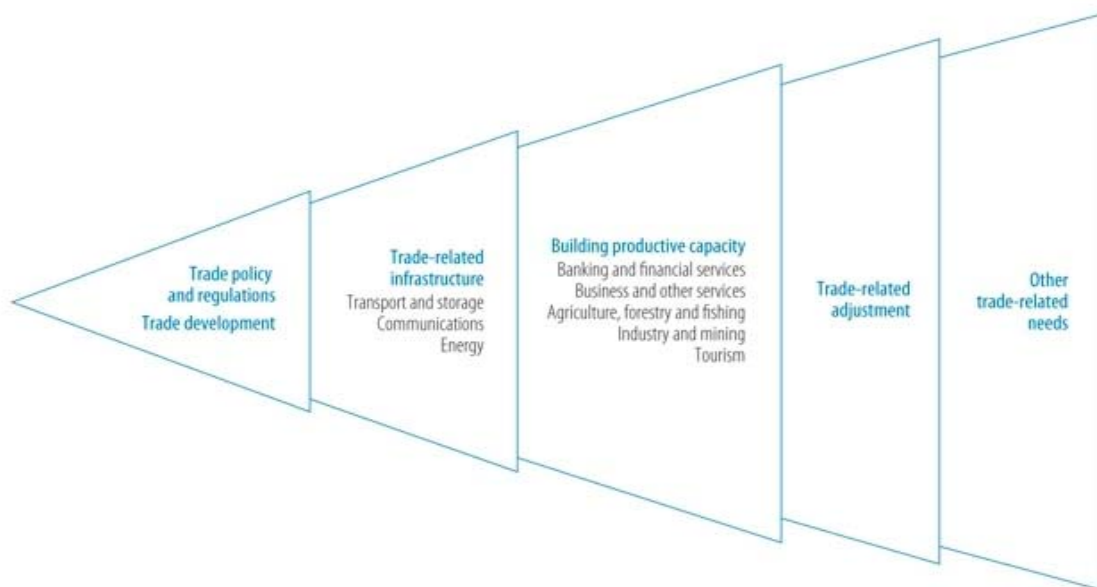 Trade policy
and regulations
Trade development
Trade-related
infrastructure
Transport and storage
Communications
Energy
Building productive capacity
Banking and financial services
Business and other services
Agriculture, forestry and fishing
Industry and mining
Tourism
Trade-related
adjustment
Other
trade-related
needs